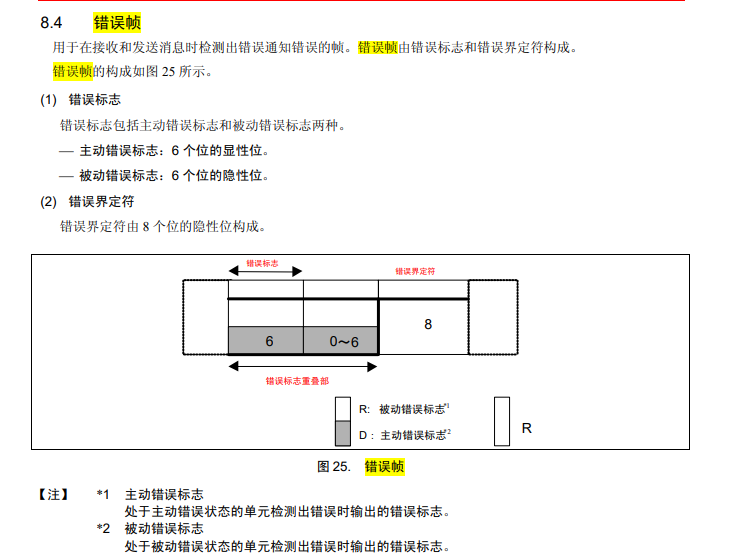 8.4 错误帧
用于在接收和发送消息时检测出错误通知错误的帧。错误帧由错误标志和错误界定符构成。
错误帧的构成如图 25 所示。
(1) 错误标志
错误标志包括主动错误标志和被动错误标志两种。
— 主动错误标志：6 个位的显性位。
— 被动错误标志：6 个位的隐性位。
(2) 错误界定符
错误界定符由 8 个位的隐性位构成。
错误标志
错误界定符
8
6 0～6
错误标志重叠部
R: 被动错误标志*1
D : 主动错误标志*2
R
图 25. 错误帧
【注】 *1 主动错误标志
处于主动错误状态的单元检测出错误时输出的错误标志。
*2 被动错误标志
处于被动错误状态的单元检测出错误时输出的错误标志。